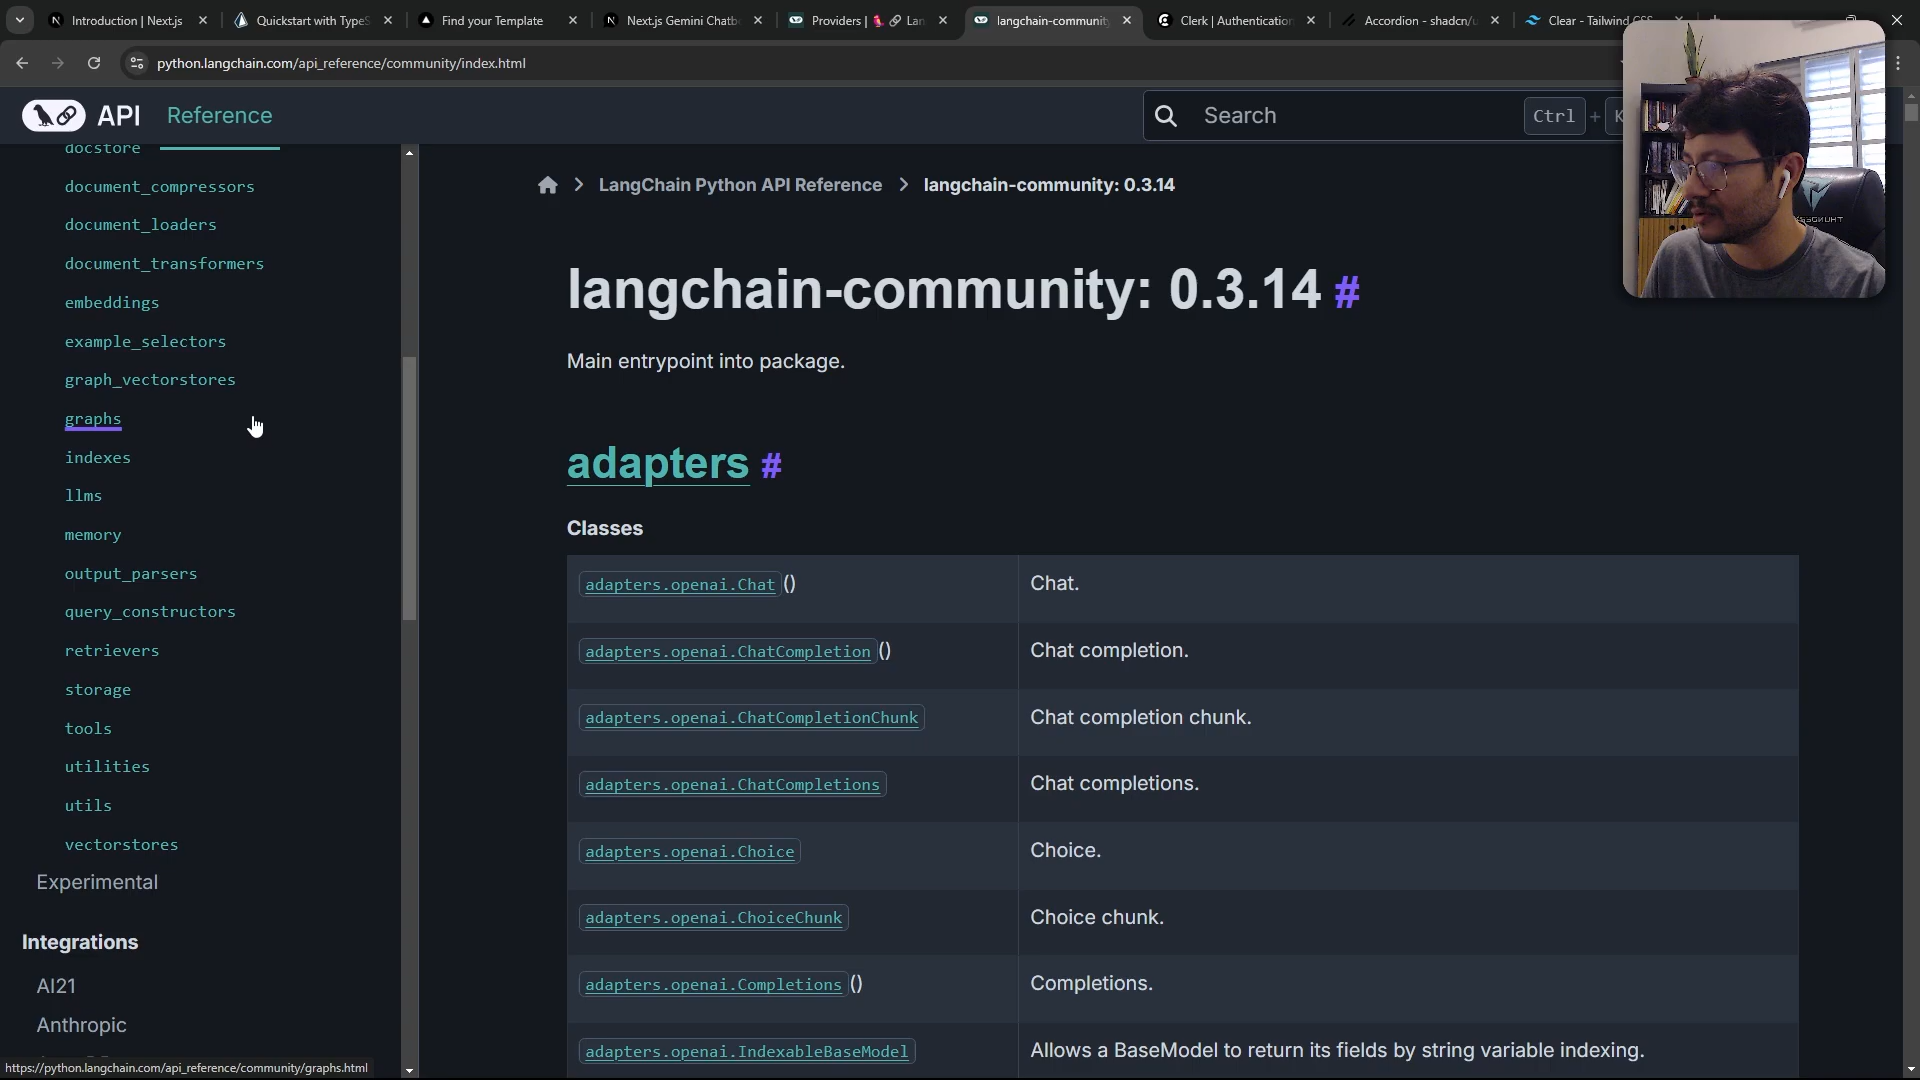 Introduction | Next.js
Quickstart with TypeS
Find your Template
Next.js Gemini Chatb
Providers | Lan
langchain-communit
Clerk | Authentication
Accordion - shadcn/u
Clear - Tailwind CSS
python.langchain.com/api_reference/community/index.html
API
Reference
Search
Ctrl + K
docstore
document_compressors
document_loaders
document_transformers
embeddings
example_selectors
graph_vectorstores
graphs
indexes
llms
memory
output_parsers
query_constructors
retrievers
storage
tools
utilities
utils
vectorstores
Experimental
Integrations
AI21
Anthropic
https://python.langchain.com/api_reference/community/graphs.html
LangChain Python API Reference
langchain-community: 0.3.14
langchain-community: 0.3.14 #
Main entrypoint into package.
adapters #
Classes
adapters.openai.Chat() Chat.
adapters.openai.ChatCompletion() Chat completion.
adapters.openai.ChatCompletionChunk Chat completion chunk.
adapters.openai.ChatCompletions Chat completions.
adapters.openai.Choice Choice.
adapters.openai.ChoiceChunk Choice chunk.
adapters.openai.Completions() Completions.
adapters.openai.IndexableBaseModel Allows a BaseModel to return its fields by string variable indexing.